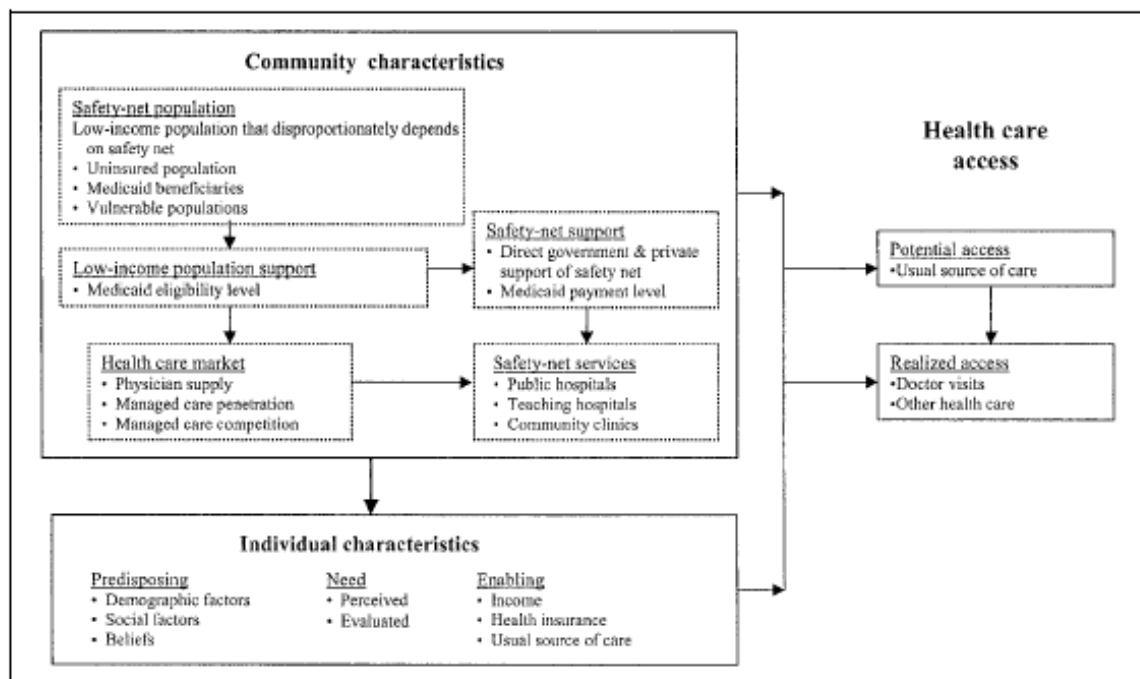 Community characteristics
Safety-net population
Low-income population that disproportionately depends
on safety net
• Uninsured population
• Medicaid beneficiaries
• Vulnerable populations
Low-income population support
• Medicaid eligibility level
Safety-net support
• Direct government & private
support of safety net
• Medicaid payment level
Health care market
• Physician supply
• Managed care penetration
• Managed care competition
Safety-net services
• Public hospitals
• Teaching hospitals
• Community clinics
Individual characteristics
Predisposing
• Demographic factors
• Social factors
• Beliefs
Need
• Perceived
• Evaluated
Enabling
• Income
• Health insurance
• Usual source of care
Health care
access
Potential access
•Usual source of care
Realized access
•Doctor visits
•Other health care